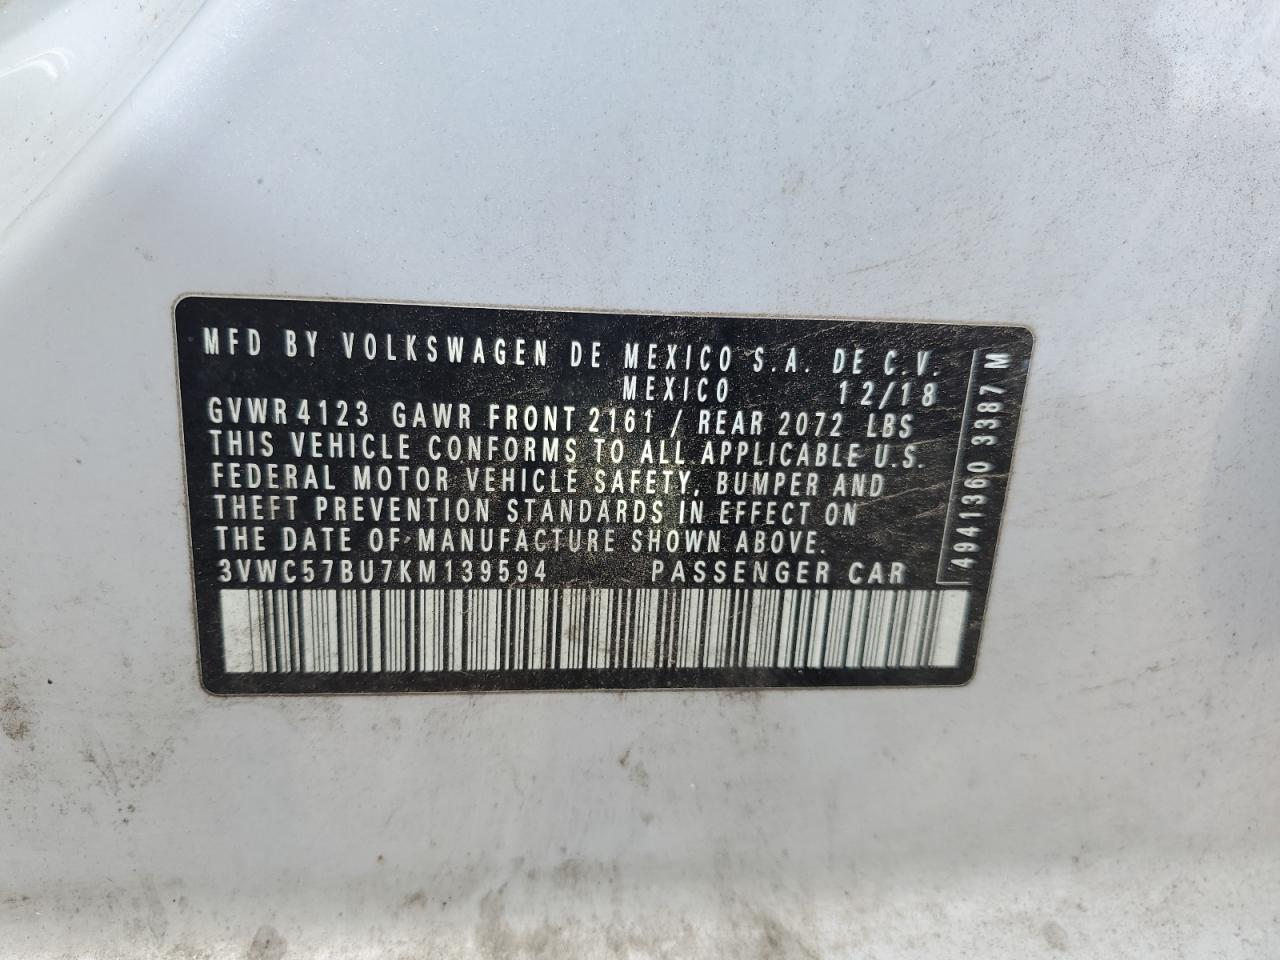 MFD BY VOLKSWAGEN DE MEXICO S.A. DE C.V.
MEXICO 12/18
GVWR 4123 GAWR FRONT 2161 / REAR 2072 LBS
THIS VEHICLE CONFORMS TO ALL APPLICABLE U.S.
FEDERAL MOTOR VEHICLE SAFETY, BUMPER AND
THEFT PREVENTION STANDARDS IN EFFECT ON
THE DATE OF MANUFACTURE SHOWN ABOVE.
3VWC57BU7KM139594 PASSENGER CAR
4941360 3387 M